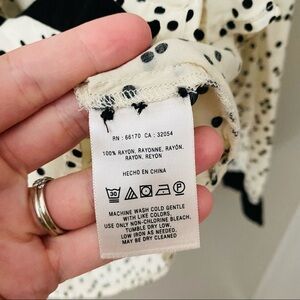 RN : 66170 CA : 32054
100% RAYON, RAYONNE, RAYÓN,
RAYON, REYON
HECHO EN CHINA
30 P
MACHINE WASH COLD GENTLE
WITH LIKE COLORS,
USE ONLY NON-CHLORINE BLEACH,
TUMBLE DRY LOW,
LOW IRON AS NEEDED,
MAY BE DRY CLEANED